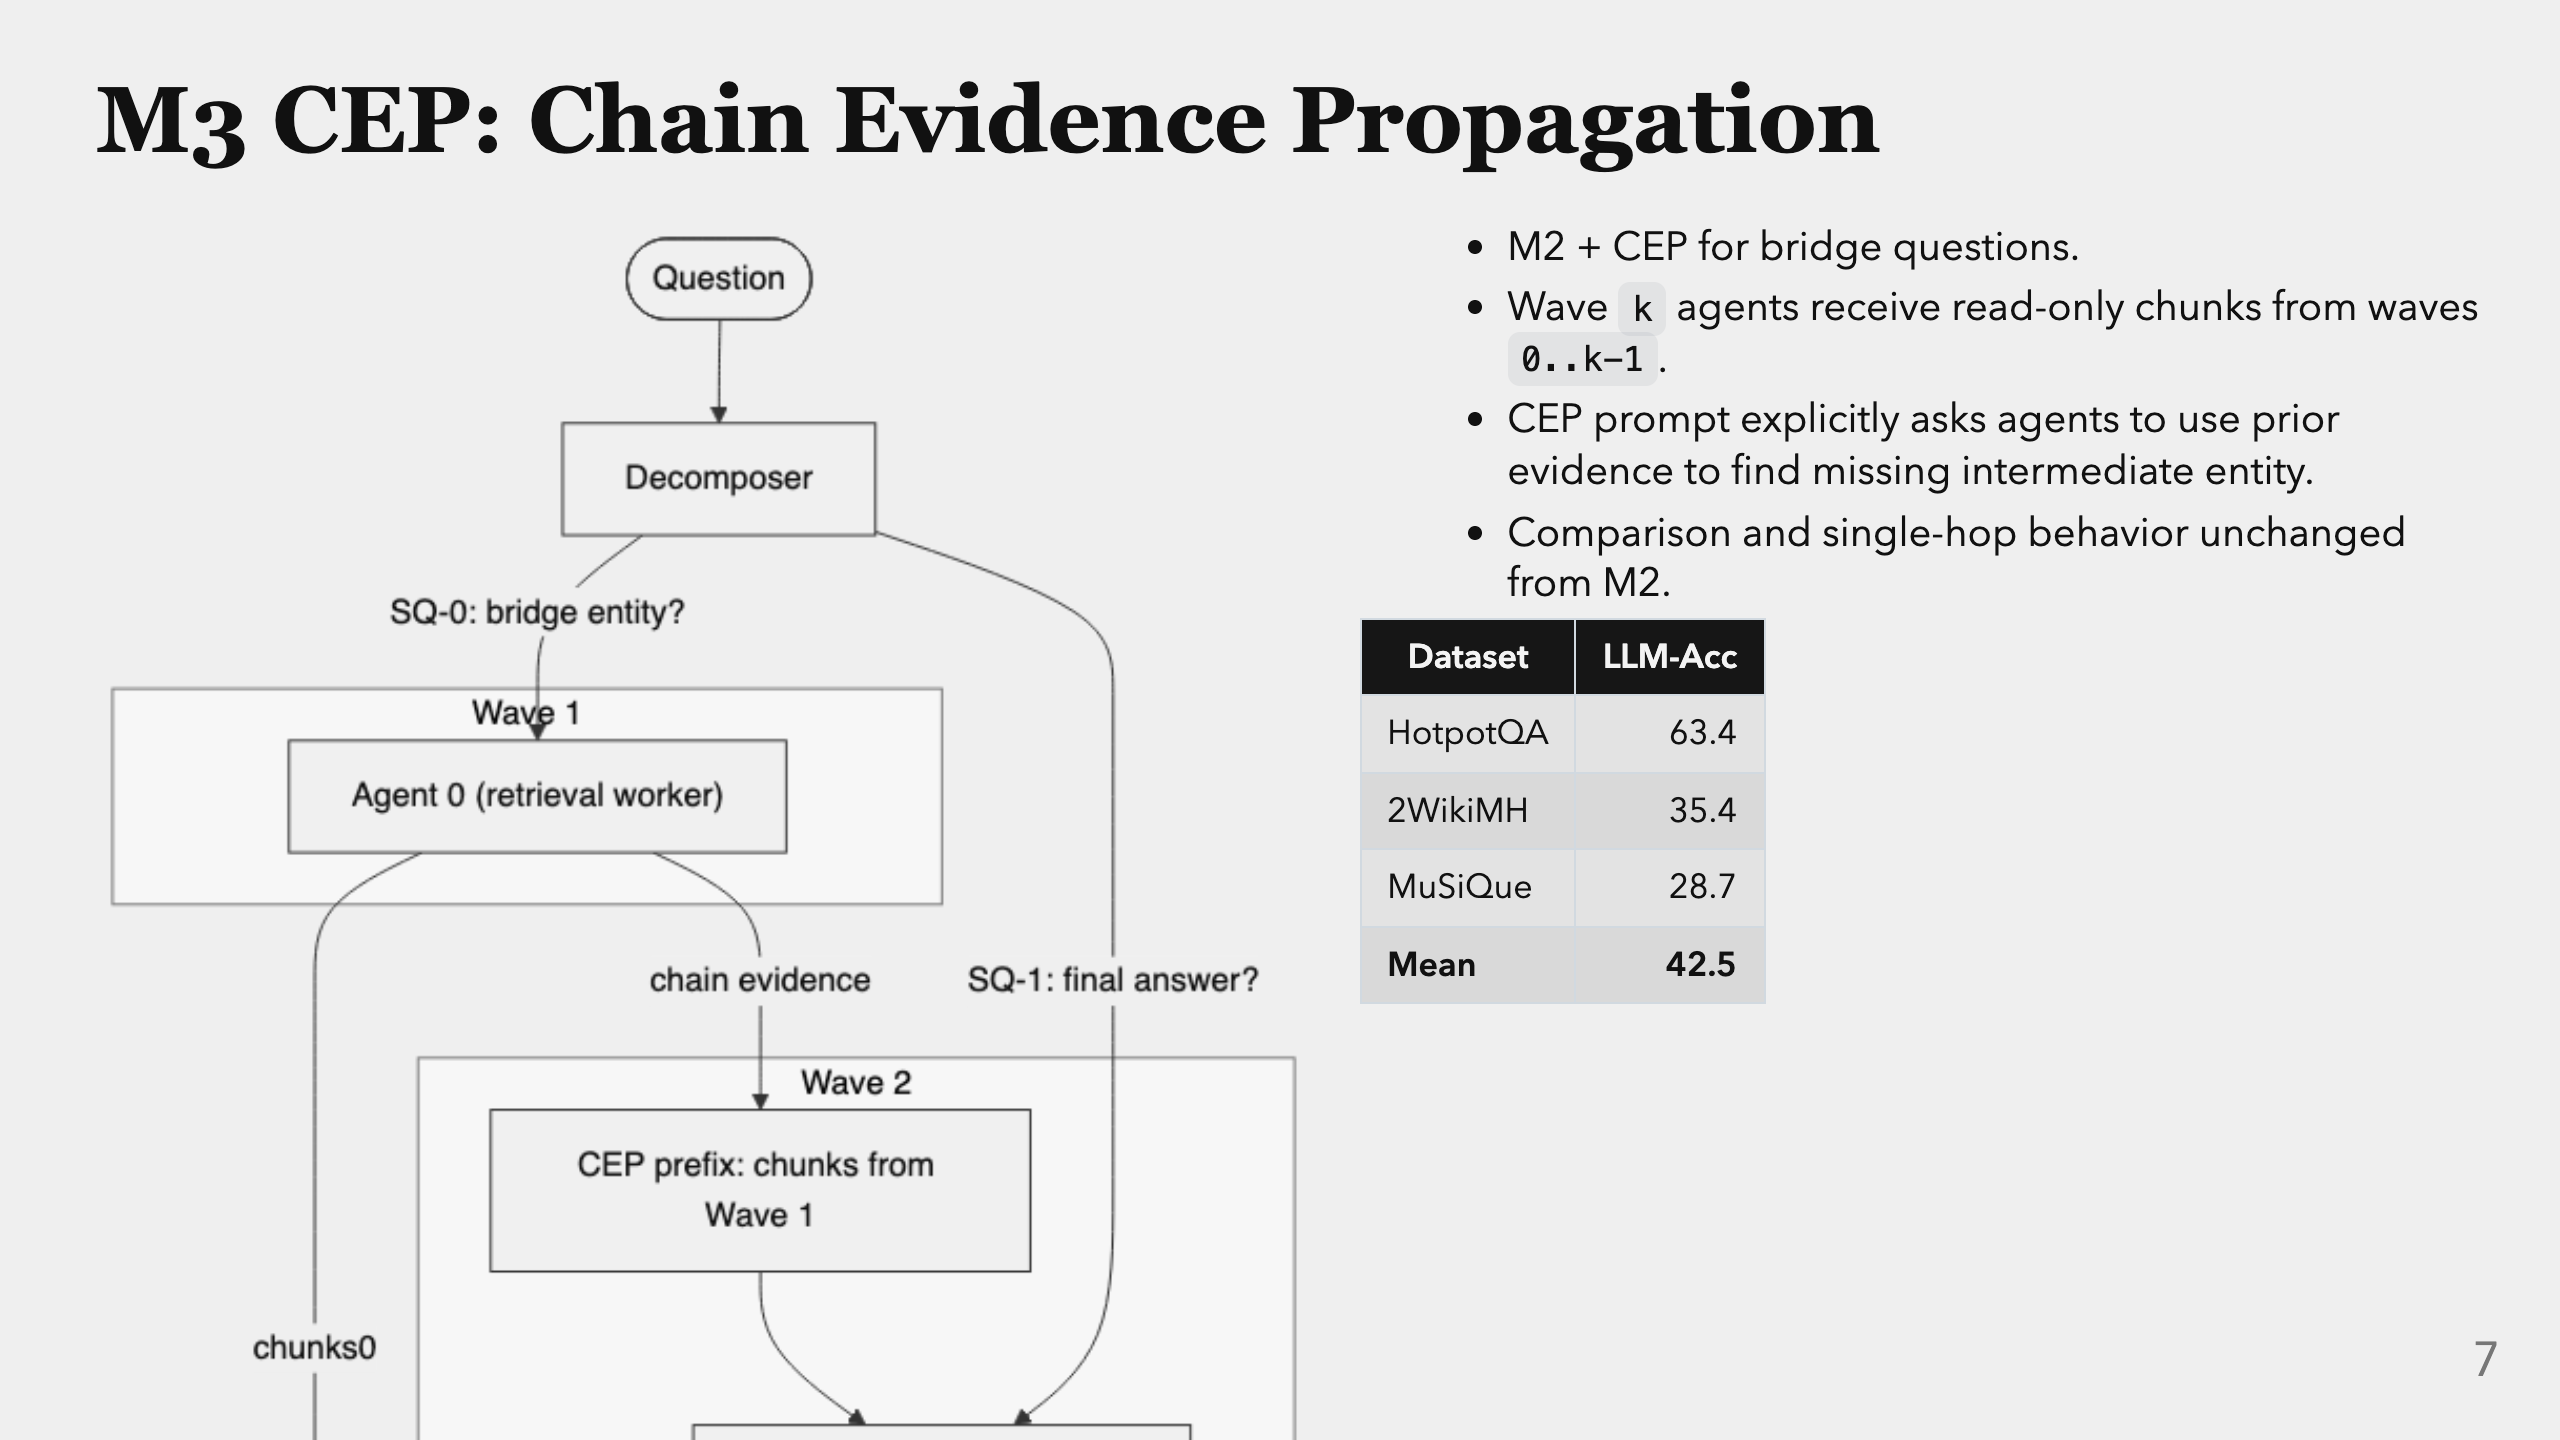 M3 CEP: Chain Evidence Propagation
Question
Decomposer
SQ-0: bridge entity?
Wave 1
Agent 0 (retrieval worker)
chain evidence
SQ-1: final answer?
Wave 2
CEP prefix: chunks from
Wave 1
chunks0
• M2 + CEP for bridge questions.
• Wave k agents receive read-only chunks from waves
0..k-1.
• CEP prompt explicitly asks agents to use prior
evidence to find missing intermediate entity.
• Comparison and single-hop behavior unchanged
from M2.
Dataset LLM-Acc
HotpotQA 63.4
2WikiMH 35.4
MuSiQue 28.7
Mean 42.5
7